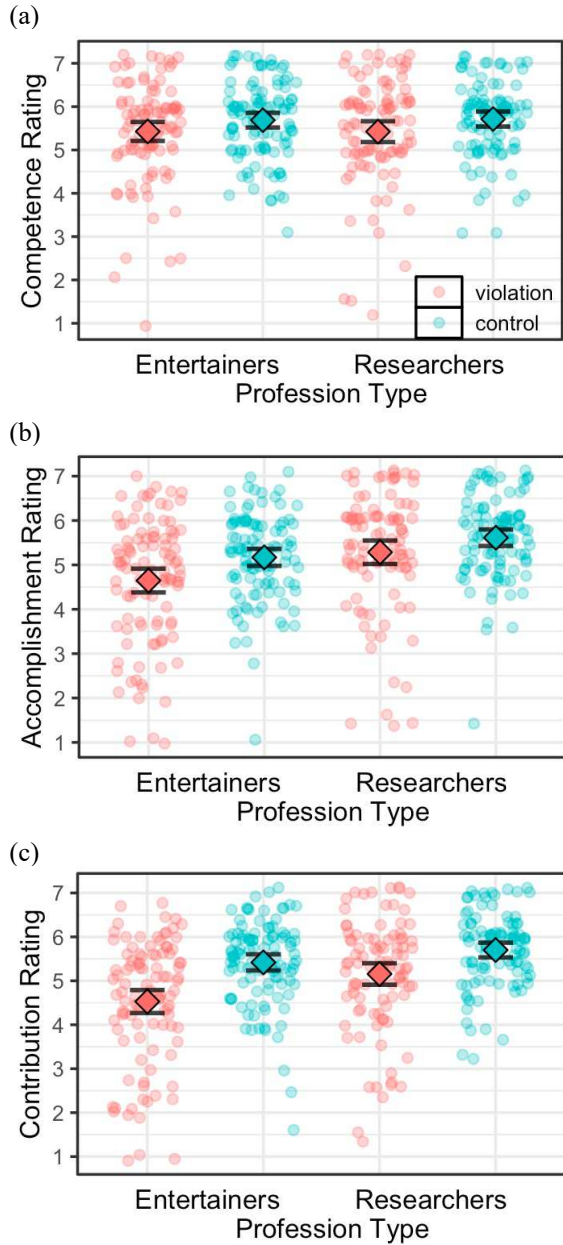 (a)
7
6
5
4
3
2
1
Competence Rating
violation
control
Entertainers Researchers
Profession Type
(b)
7
6
5
4
3
2
1
Accomplishment Rating
Entertainers Researchers
Profession Type
(c)
7
6
5
4
3
2
1
Contribution Rating
Entertainers Researchers
Profession Type